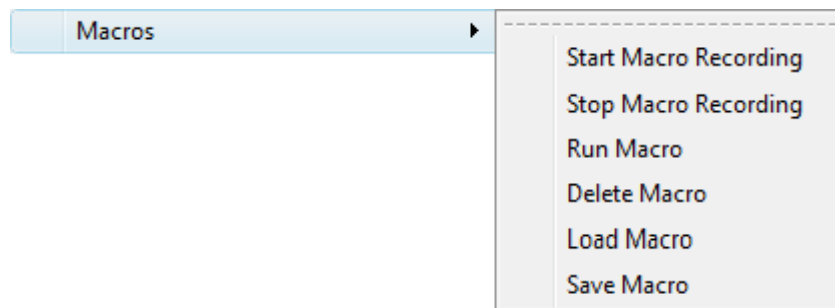 Macros
Start Macro Recording
Stop Macro Recording
Run Macro
Delete Macro
Load Macro
Save Macro